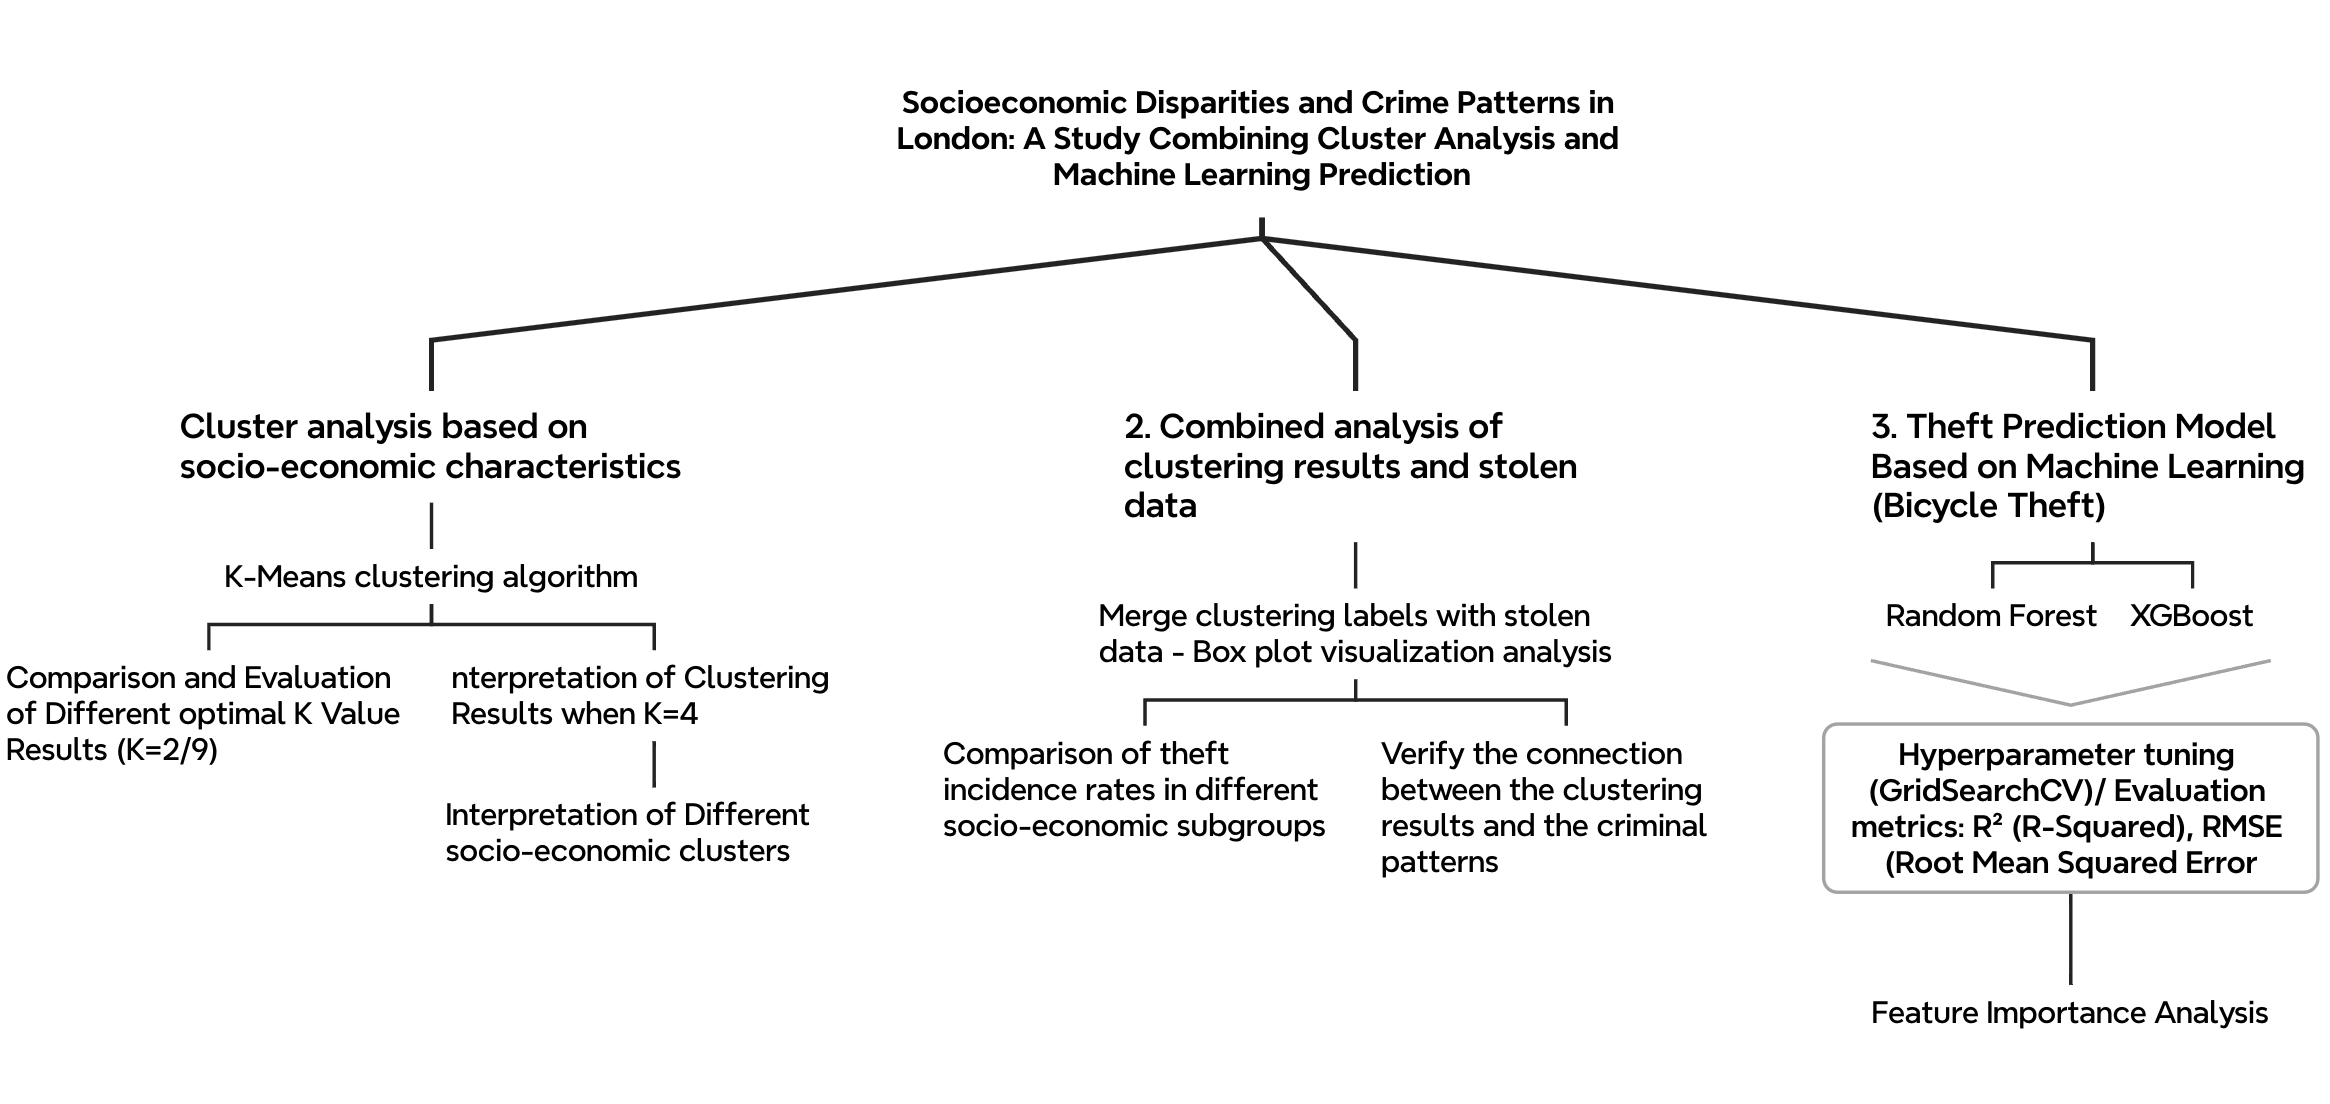 Socioeconomic Disparities and Crime Patterns in
London: A Study Combining Cluster Analysis and
Machine Learning Prediction
Cluster analysis based on
socio-economic characteristics
K-Means clustering algorithm
Comparison and Evaluation
of Different optimal K Value
Results (K=2/9)
nterpretation of Clustering
Results when K=4
Interpretation of Different
socio-economic clusters
2. Combined analysis of
clustering results and stolen
data
Merge clustering labels with stolen
data - Box plot visualization analysis
Comparison of theft
incidence rates in different
socio-economic subgroups
Verify the connection
between the clustering
results and the criminal
patterns
3. Theft Prediction Model
Based on Machine Learning
(Bicycle Theft)
Random Forest
XGBoost
Hyperparameter tuning
(GridSearchCV)/ Evaluation
metrics: R² (R-Squared), RMSE
(Root Mean Squared Error
Feature Importance Analysis